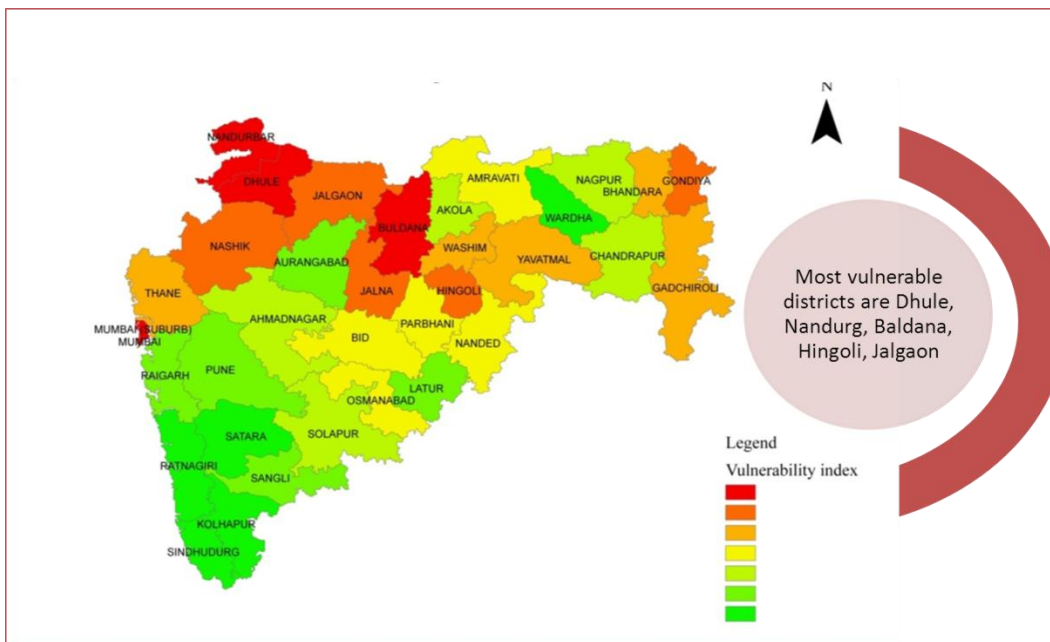 N
NANDURBAR
DHULE
JALGAON
BULDANA
AMRAVATI
AKOLA
WARDHA
NAGPUR
BHANDARA
GONDIYA
NASHIK
AURANGABAD
JALNA
WASHIM
HINGOLI
YAVATMAL
CHANDRAPUR
GADCHIROLI
THANE
MUMBAI(SUBURB)
MUMBAI
AHMADNAGAR
BID
PARBHANI
NANDED
RAIGARH
PUNE
LATUR
OSMANABAD
SATARA
SOLAPUR
RATNAGIRI
SANGLI
KOLHAPUR
SINDHUDURG
Most vulnerable
districts are Dhule,
Nandurg, Baldana,
Hingoli, Jalgaon
Legend
Vulnerability index